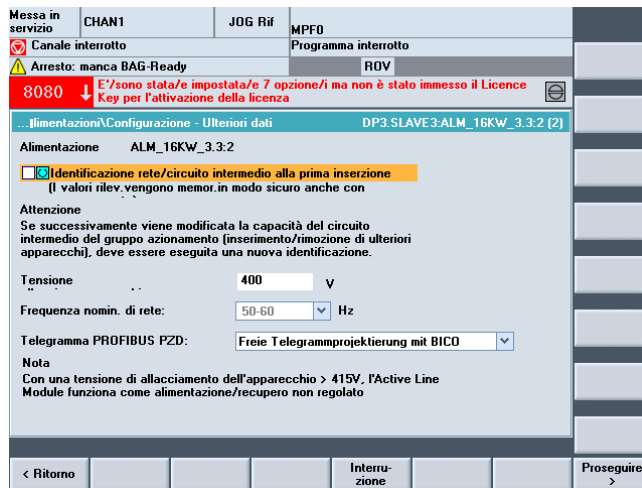 Messa in
servizio
CHAN1
JOG Rif
MPF0
Canale interrotto
Programma interrotto
Arresto: manca BAG-Ready
ROV
8080
E'/sono stata/e impostata/e 7 opzione/i ma non è stato immesso il Licence
Key per l'attivazione della licenza
...limentazioni\Configurazione - Ulteriori dati
DP3.SLAVE3:ALM_16KW_3.3:2 (2)
Alimentazione ALM_16KW_3.3:2
Identificazione rete/circuito intermedio alla prima inserzione
(I valori rilev.vengono memor.in modo sicuro anche con
Attenzione
Se successivamente viene modificata la capacità del circuito
intermedio del gruppo azionamento (inserimento/rimozione di ulteriori
apparecchi), deve essere eseguita una nuova identificazione.
Tensione 400 V
Frequenza nomin. di rete: 50-60 Hz
Telegramma PROFIBUS PZD: Freie Telegrammprojektierung mit BICO
Nota
Con una tensione di allacciamento dell'apparecchio > 415V, l'Active Line
Module funziona come alimentazione/recupero non regolato
< Ritorno
Interru-
zione
Proseguire
>